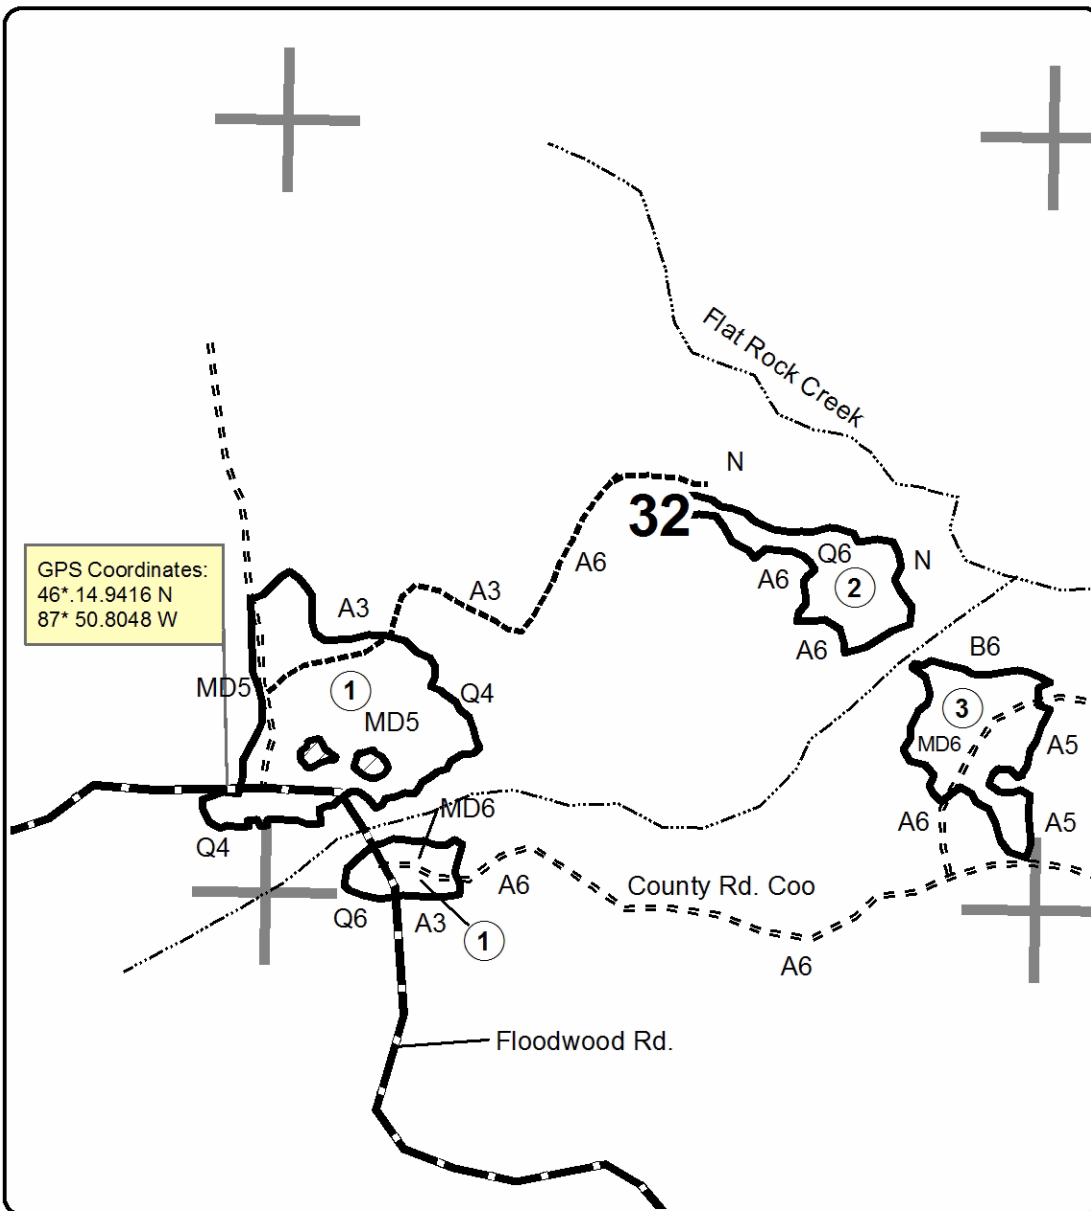 Flat Rock Creek
N
32
A6
Q6
N
A6
2
GPS Coordinates:
46*.14.9416 N
87* 50.8048 W
A3
A3
A6
B6
MD5
1
Q4
MD5
3
MD6
A5
MD6
A6
A5
Q4
A6
County Rd. Coo
Q6
A3
1
A6
Floodwood Rd.